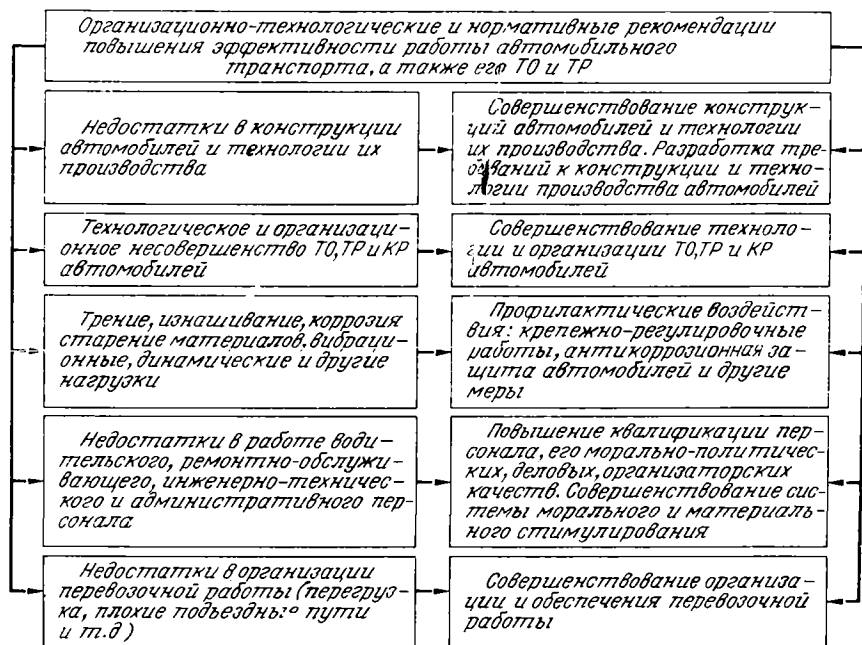 Организационно-технологические и нормативные рекомендации
повышения эффективности работы автомобильного
транспорта, а также его ТО и ТР
Недостатки в конструкции
автомобилей и технологии их
производства
Совершенствование конструк-
ций автомобилей и технологии
их производства. Разработка тре-
бований к конструкции и техно-
логии производства автомобилей
Технологическое и организаци-
онное несовершенство ТО, ТР и КР
автомобилей
Совершенствование техноло-
гии и организации ТО, ТР и КР
автомобилей
Трение, изнашивание, коррозия
старение материалов, вибраци-
онные, динамические и другие
нагрузки
Профилактические воздейст-
вия: крепежно-регулировочные
работы, антикоррозионная за-
щита автомобилей и другие
меры
Недостатки в работе води-
тельского, ремонтно-обслужи-
вающего, инженерно-техническо-
го и административного пер-
сонала
Повышение квалификации пер-
сонала, его морально-политичес-
ких, деловых, организаторских
качеств. Совершенствование сис-
темы морального и материаль-
ного стимулирования
Недостатки в организации
перевозочной работы (перегруз-
ка, плохие подъездные пути
и т.д)
Совершенствование организа-
ции и обеспечения перевозочной
работы